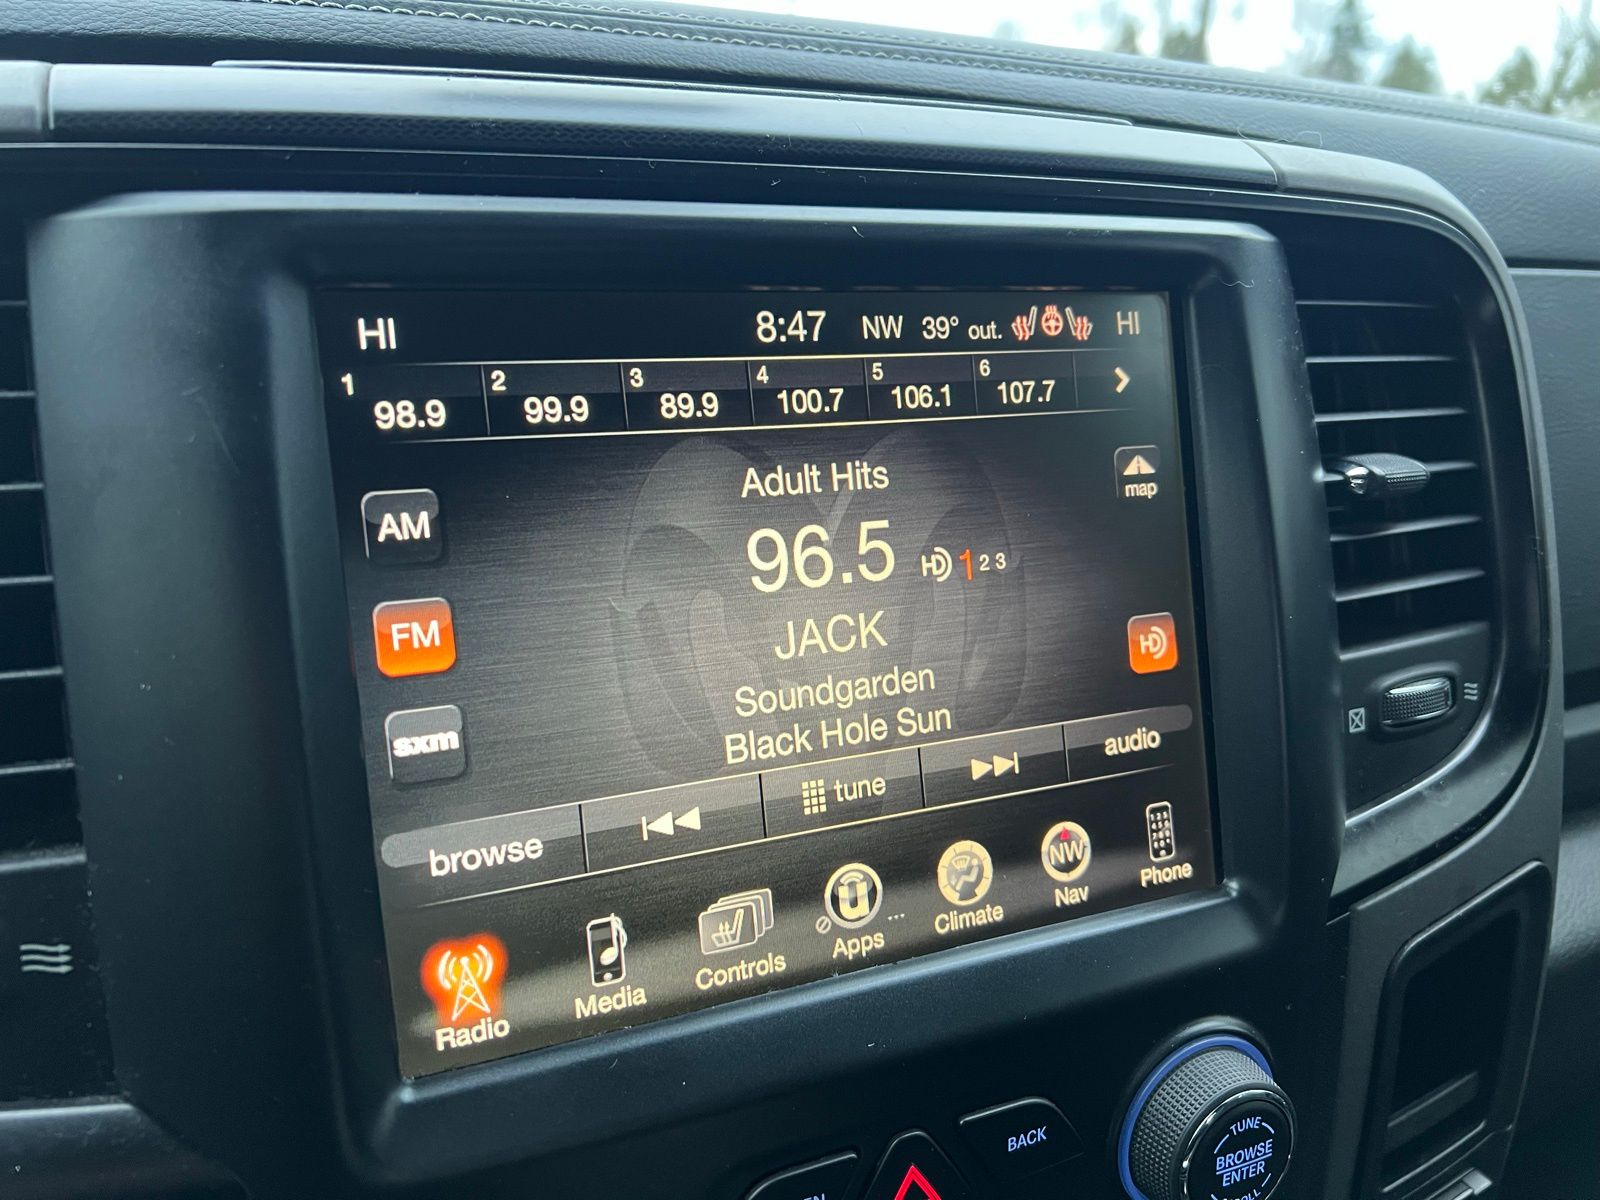 HI 8:47 NW 39° out. HI
1 98.9 2 99.9 3 89.9 4 100.7 5 106.1 6 107.7
Adult Hits
map
AM
96.5 HD 1 2 3
FM
JACK
HD
Soundgarden
sxm
Black Hole Sun
browse tune audio
Radio Media Controls Apps Climate NW Nav Phone
BACK
TUNE
BROWSE
ENTER